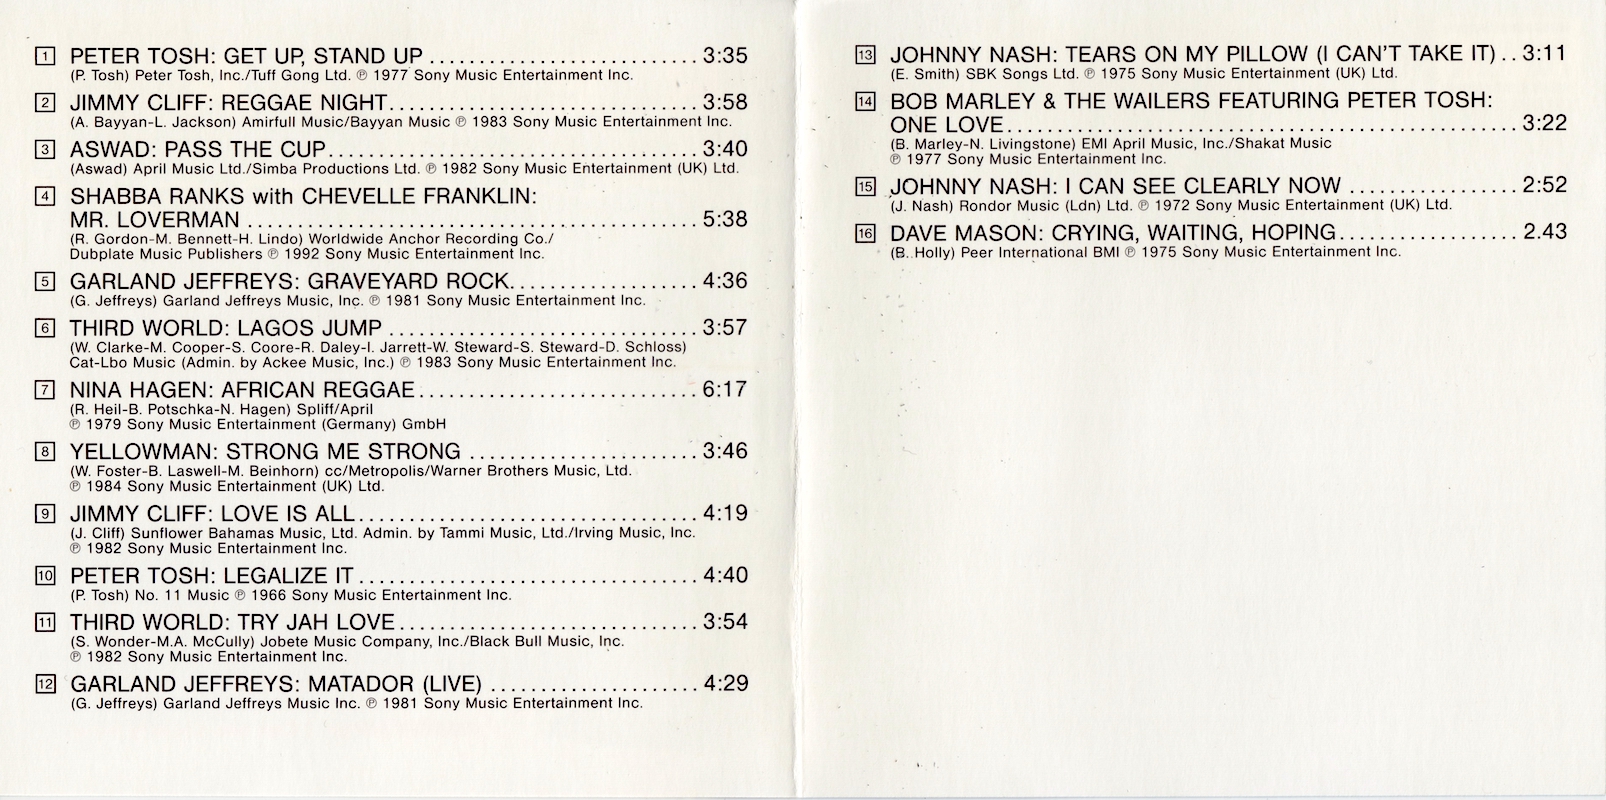 1 PETER TOSH: GET UP, STAND UP ................................ 3:35
(P. Tosh) Peter Tosh, Inc./Tuff Gong Ltd. ℗ 1977 Sony Music Entertainment Inc.
2 JIMMY CLIFF: REGGAE NIGHT..................................... 3:58
(A. Bayyan-L. Jackson) Amirfull Music/Bayyan Music ℗ 1983 Sony Music Entertainment Inc.
3 ASWAD: PASS THE CUP............................................ 3:40
(Aswad) April Music Ltd./Simba Productions Ltd. ℗ 1982 Sony Music Entertainment (UK) Ltd.
4 SHABBA RANKS with CHEVELLE FRANKLIN:
MR. LOVERMAN ...................................................... 5:38
(R. Gordon-M. Bennett-H. Lindo) Worldwide Anchor Recording Co./
Dubplate Music Publishers ℗ 1992 Sony Music Entertainment Inc.
5 GARLAND JEFFREYS: GRAVEYARD ROCK...................... 4:36
(G. Jeffreys) Garland Jeffreys Music, Inc. ℗ 1981 Sony Music Entertainment Inc.
6 THIRD WORLD: LAGOS JUMP ..................................... 3:57
(W. Clarke-M. Cooper-S. Coore-R. Daley-I. Jarrett-W. Steward-S. Steward-D. Schloss)
Cat-Lbo Music (Admin. by Ackee Music, Inc.) ℗ 1983 Sony Music Entertainment Inc.
7 NINA HAGEN: AFRICAN REGGAE................................. 6:17
(R. Heil-B. Potschka-N. Hagen) Spliff/April
℗ 1979 Sony Music Entertainment (Germany) GmbH
8 YELLOWMAN: STRONG ME STRONG ........................... 3:46
(W. Foster-B. Laswell-M. Beinhorn) cc/Metropolis/Warner Brothers Music, Ltd.
℗ 1984 Sony Music Entertainment (UK) Ltd.
9 JIMMY CLIFF: LOVE IS ALL........................................ 4:19
(J. Cliff) Sunflower Bahamas Music, Ltd. Admin. by Tammi Music, Ltd./Irving Music, Inc.
℗ 1982 Sony Music Entertainment Inc.
10 PETER TOSH: LEGALIZE IT........................................ 4:40
(P. Tosh) No. 11 Music ℗ 1966 Sony Music Entertainment Inc.
11 THIRD WORLD: TRY JAH LOVE................................... 3:54
(S. Wonder-M.A. McCully) Jobete Music Company, Inc./Black Bull Music, Inc.
℗ 1982 Sony Music Entertainment Inc.
12 GARLAND JEFFREYS: MATADOR (LIVE) ......................... 4:29
(G. Jeffreys) Garland Jeffreys Music Inc. ℗ 1981 Sony Music Entertainment Inc.
13 JOHNNY NASH: TEARS ON MY PILLOW (I CAN'T TAKE IT).. 3:11
(E. Smith) SBK Songs Ltd. ℗ 1975 Sony Music Entertainment (UK) Ltd.
14 BOB MARLEY & THE WAILERS FEATURING PETER TOSH:
ONE LOVE............................................................. 3:22
(B. Marley-N. Livingstone) EMI April Music, Inc./Shakat Music
℗ 1977 Sony Music Entertainment Inc.
15 JOHNNY NASH: I CAN SEE CLEARLY NOW .................... 2:52
(J. Nash) Rondor Music (Ldn) Ltd. ℗ 1972 Sony Music Entertainment (UK) Ltd.
16 DAVE MASON: CRYING, WAITING, HOPING...................... 2.43
(B. Holly) Peer International BMI ℗ 1975 Sony Music Entertainment Inc.